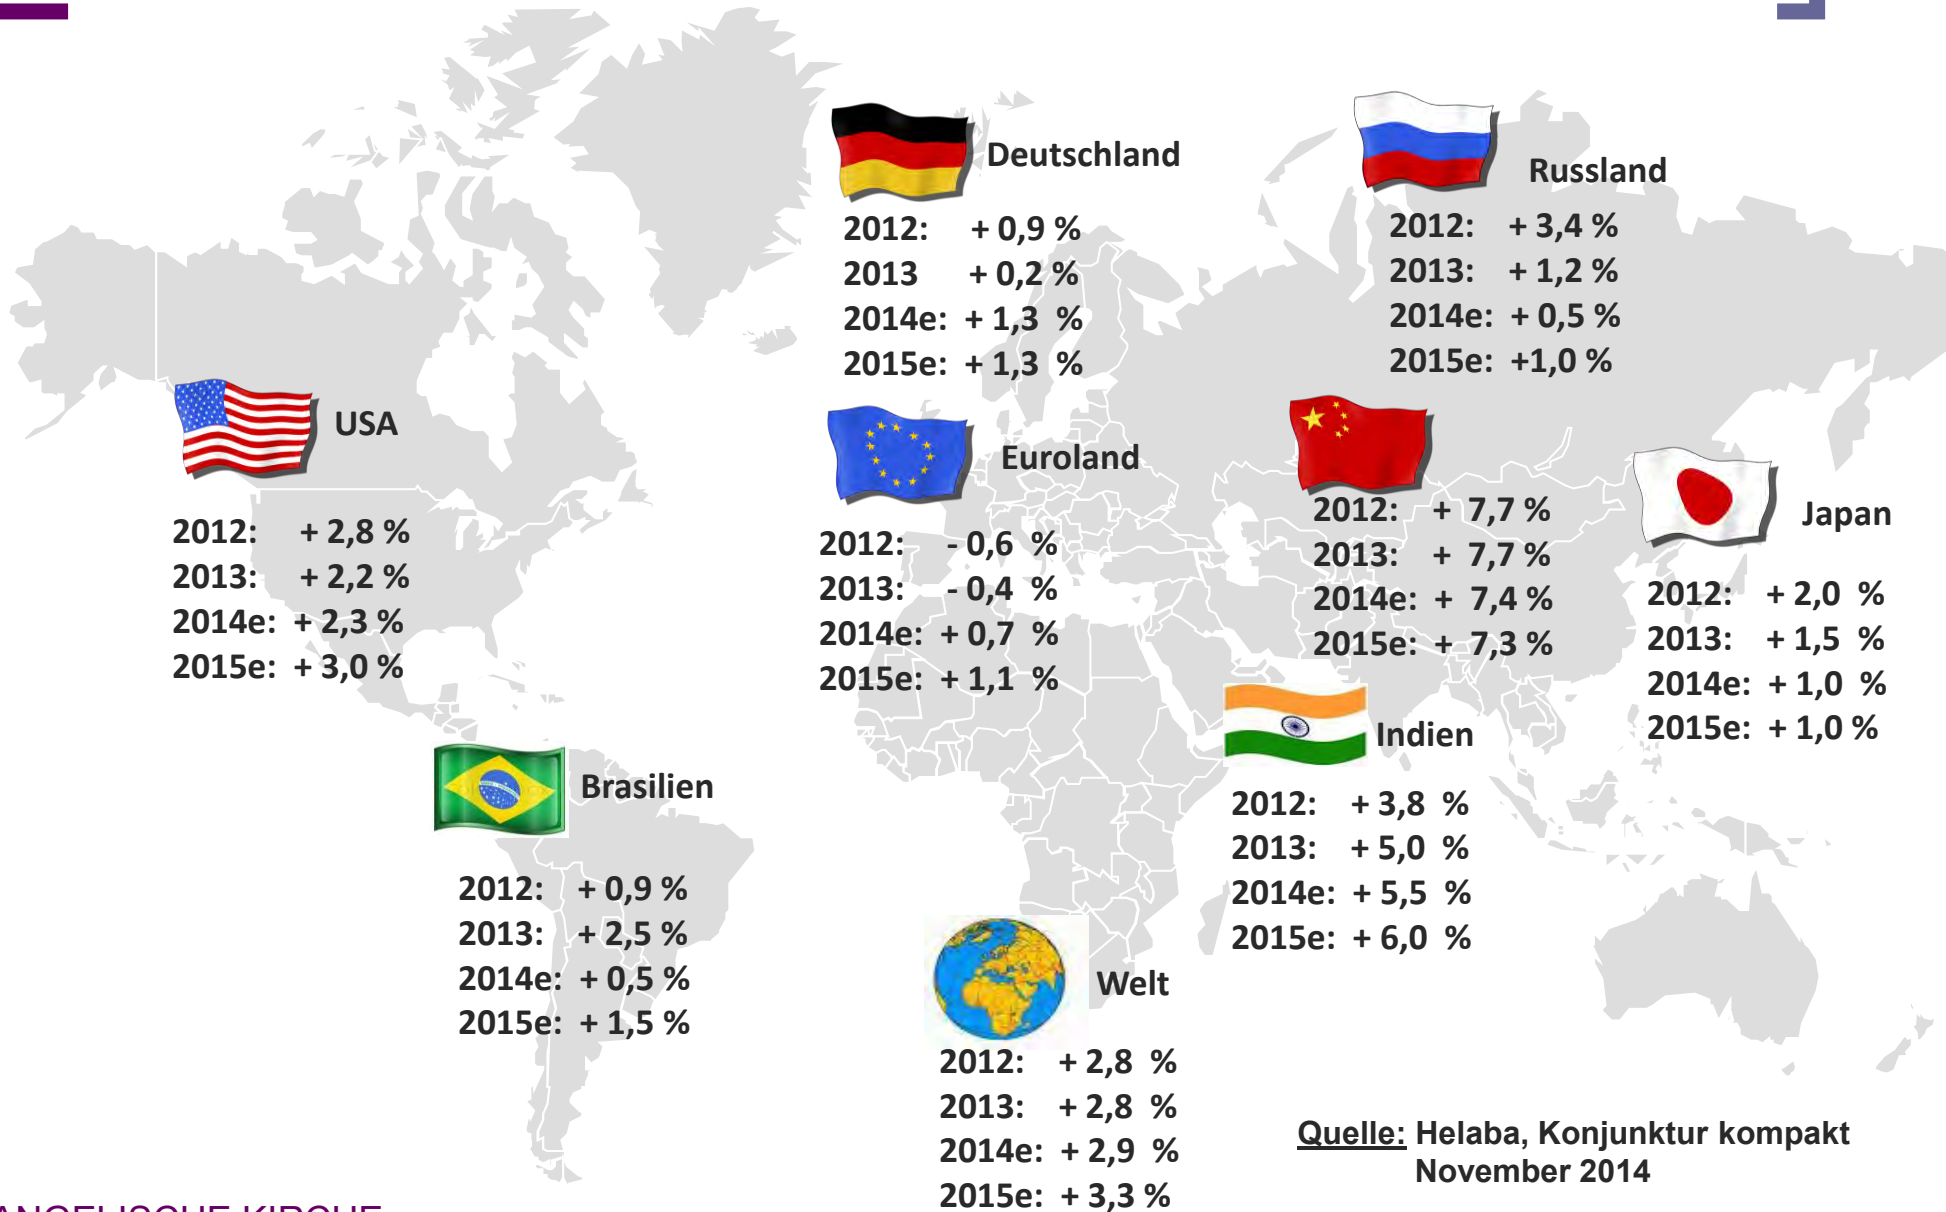 Deutschland
2012: + 0,9 %
2013 + 0,2 %
2014e: + 1,3 %
2015e: + 1,3 %
Russland
2012: + 3,4 %
2013: + 1,2 %
2014e: + 0,5 %
2015e: +1,0 %
USA
2012: + 2,8 %
2013: + 2,2 %
2014e: + 2,3 %
2015e: + 3,0 %
Euroland
2012: - 0,6 %
2013: - 0,4 %
2014e: + 0,7 %
2015e: + 1,1 %
2012: + 7,7 %
2013: + 7,7 %
2014e: + 7,4 %
2015e: + 7,3 %
Japan
2012: + 2,0 %
2013: + 1,5 %
2014e: + 1,0 %
2015e: + 1,0 %
Indien
2012: + 3,8 %
2013: + 5,0 %
2014e: + 5,5 %
2015e: + 6,0 %
Brasilien
2012: + 0,9 %
2013: + 2,5 %
2014e: + 0,5 %
2015e: + 1,5 %
Welt
2012: + 2,8 %
2013: + 2,8 %
2014e: + 2,9 %
2015e: + 3,3 %
Quelle: Helaba, Konjunktur kompakt
November 2014
ANGELISCHE KIRCHE